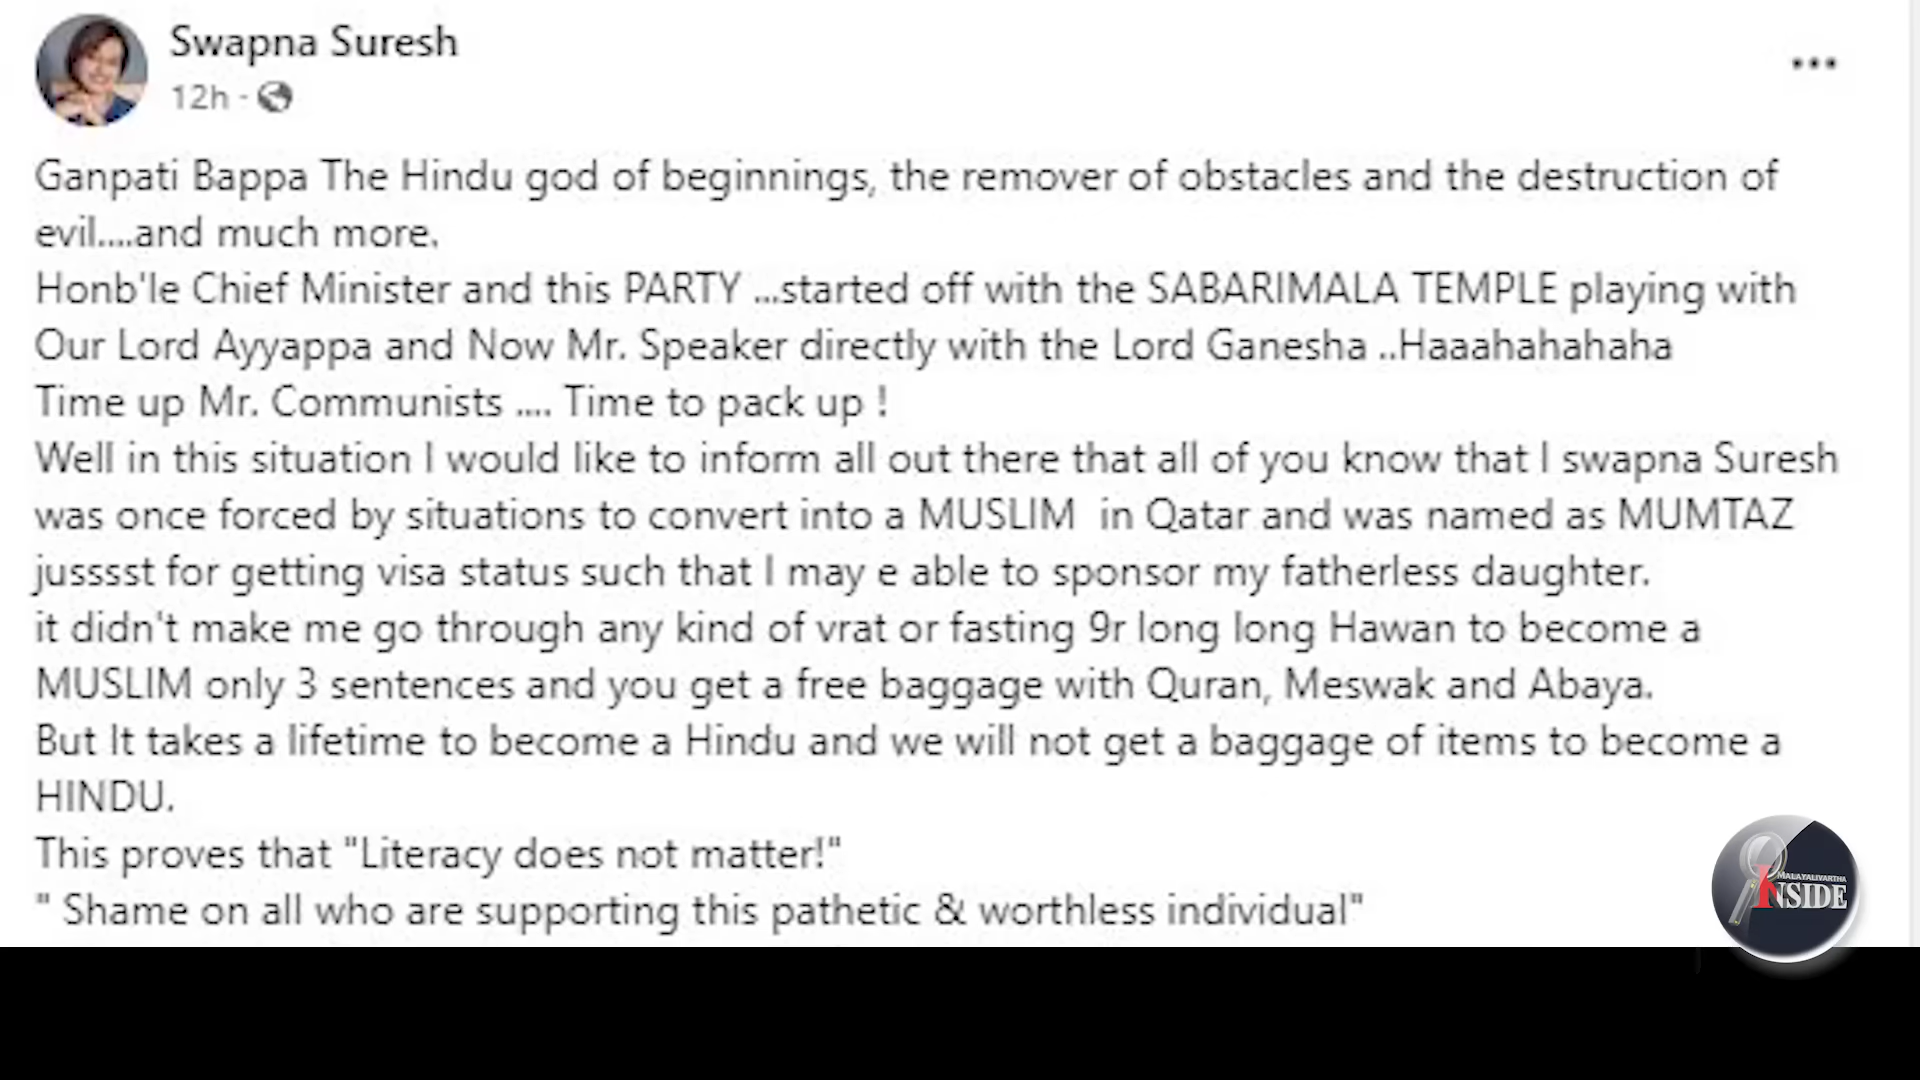 Swapna Suresh
12h ·
Ganpati Bappa The Hindu god of beginnings, the remover of obstacles and the destruction of
evil....and much more.
Honb'le Chief Minister and this PARTY ...started off with the SABARIMALA TEMPLE playing with
Our Lord Ayyappa and Now Mr. Speaker directly with the Lord Ganesha ..Haaahahahaha
Time up Mr. Communists .... Time to pack up !
Well in this situation I would like to inform all out there that all of you know that I swapna Suresh
was once forced by situations to convert into a MUSLIM in Qatar and was named as MUMTAZ
jusssst for getting visa status such that I may e able to sponsor my fatherless daughter.
it didn't make me go through any kind of vrat or fasting 9r long long Hawan to become a
MUSLIM only 3 sentences and you get a free baggage with Quran, Meswak and Abaya.
But It takes a lifetime to become a Hindu and we will not get a baggage of items to become a
HINDU.
This proves that "Literacy does not matter!"
" Shame on all who are supporting this pathetic & worthless individual"
MALAYALIVARTHA
INSIDE